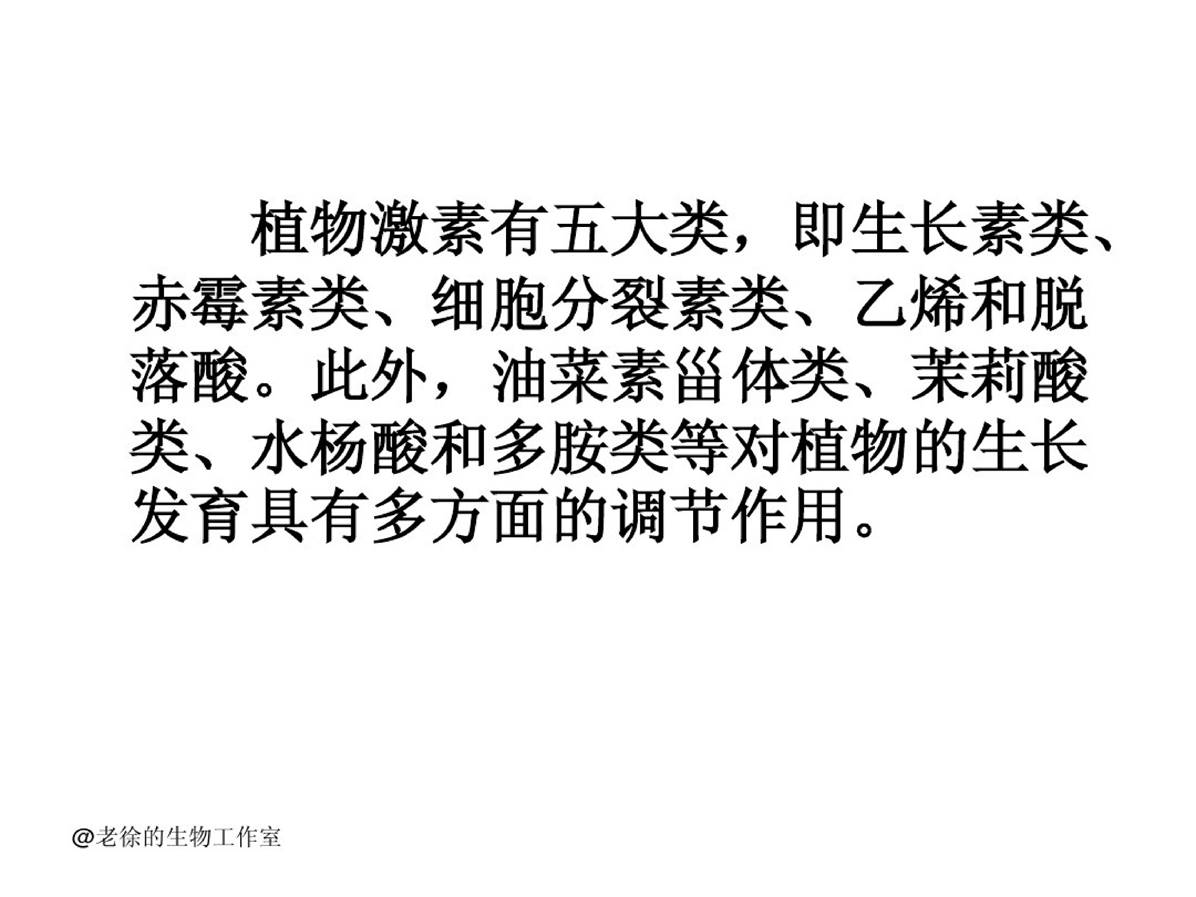 植物激素有五大类，即生长素类、
赤霉素类、细胞分裂素类、乙烯和脱
落酸。此外，油菜素甾体类、茉莉酸
类、水杨酸和多胺类等对植物的生长
发育具有多方面的调节作用。
@老徐的生物工作室